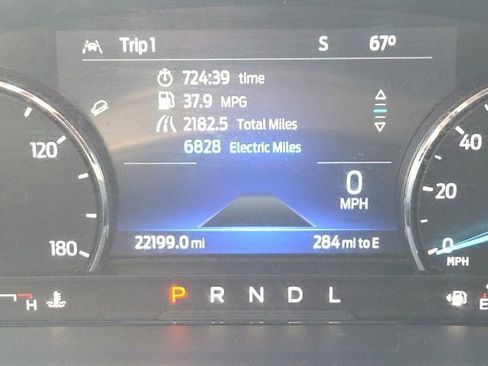 Trip 1 S 67°
724:39 time
37.9 MPG
2182.5 Total Miles
6828 Electric Miles
120
180
40
20
0
MPH
0
MPH
22199.0 mi 284 mi to E
H P R N D L E